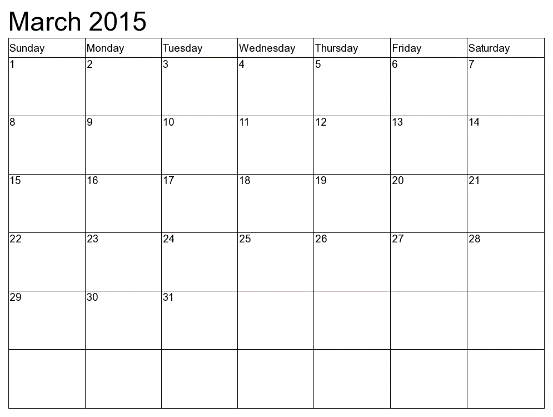 March 2015
Sunday Monday Tuesday Wednesday Thursday Friday Saturday
1 2 3 4 5 6 7
8 9 10 11 12 13 14
15 16 17 18 19 20 21
22 23 24 25 26 27 28
29 30 31